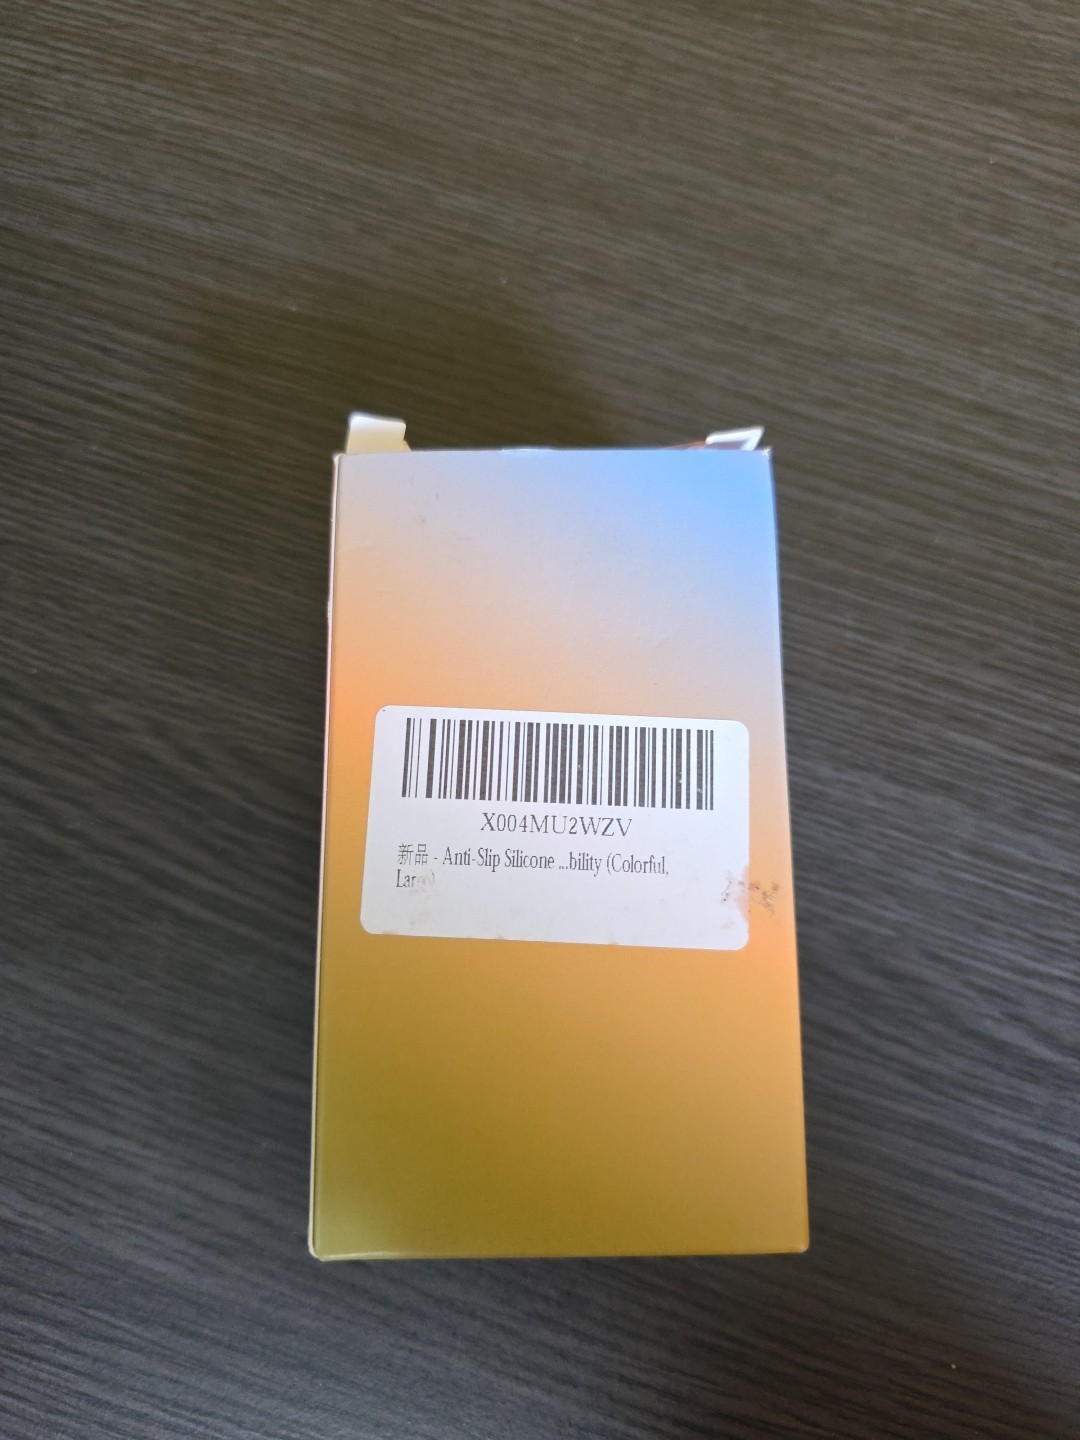 X004MU2WZV
新品 - Anti-Slip Silicone ...bility (Colorful,